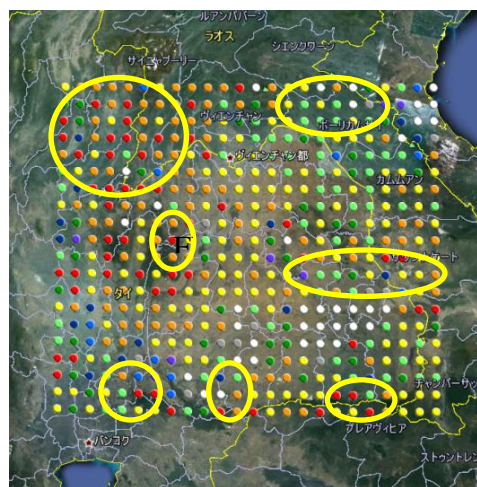 ルアンパバーン
ラオス
シエンクワーン
サイニャブーリー
ヴィエンチャン
ボーリカムサイ
ヴィエンチャン都
カムムアン
F
サワンナケート
タイ
チャンパーサッ
プレアヴィヒア
バンコク
ストゥントレン